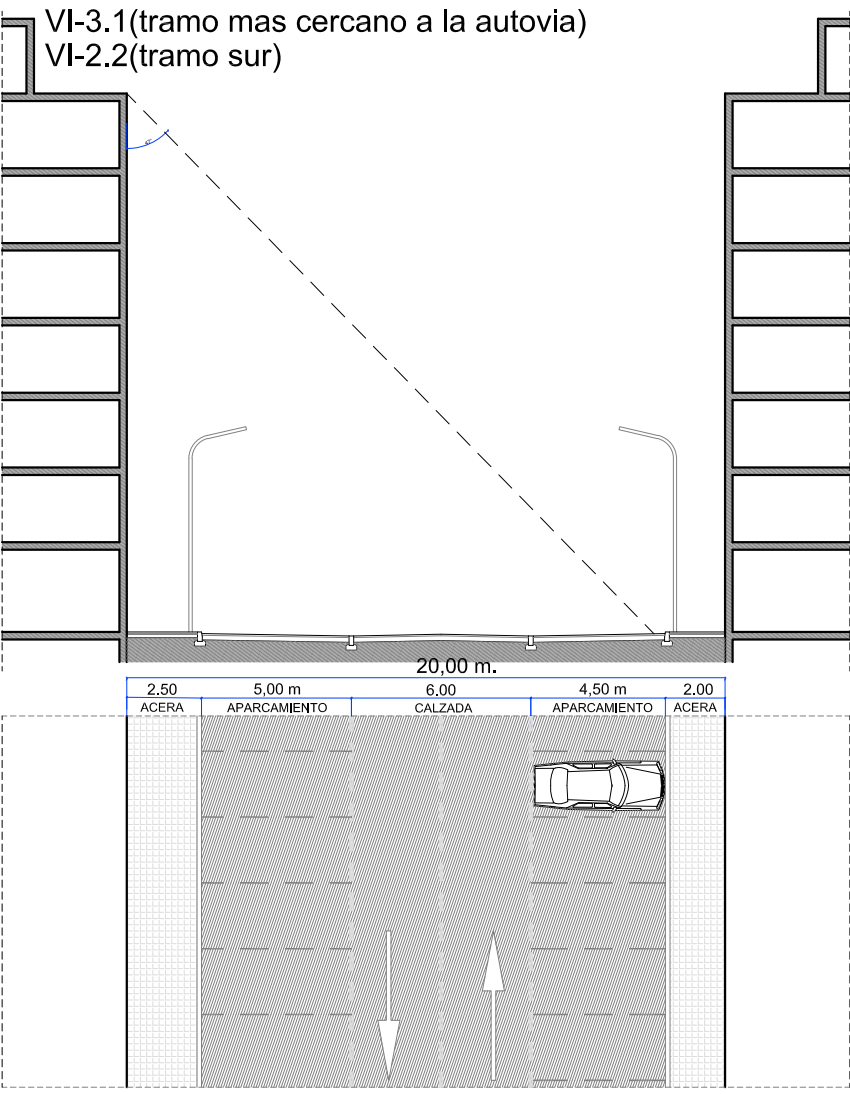 VI-3.1(tramo mas cercano a la autovia)
VI-2.2(tramo sur)
20,00 m.
2.50 5,00 m 6.00 4,50 m 2.00
ACERA APARCAMIENTO CALZADA APARCAMIENTO ACERA